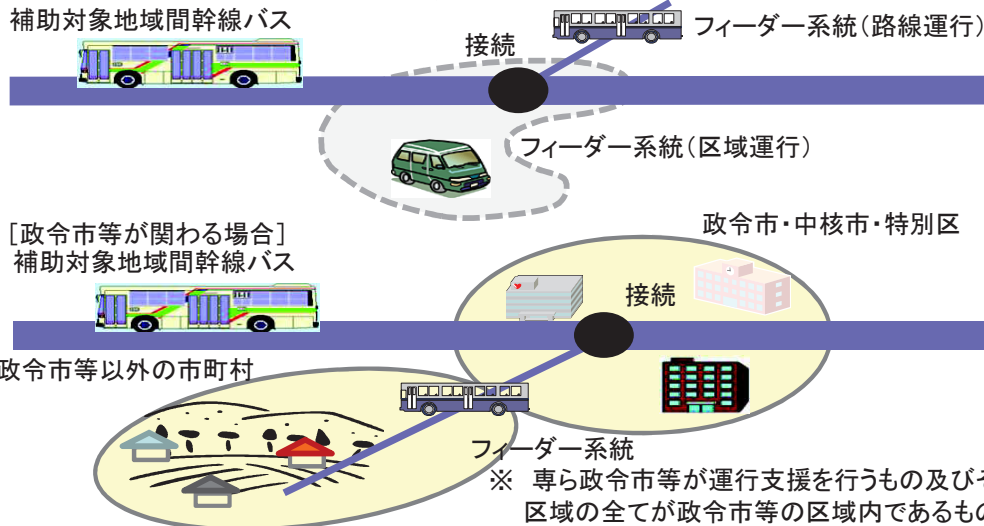 補助対象地域間幹線バス
接続
フィーダー系統(路線運行)
フィーダー系統(区域運行)
[政令市等が関わる場合]
補助対象地域間幹線バス
政令市・中核市・特別区
接続
政令市等以外の市町村
フィーダー系統
※ 専ら政令市等が運行支援を行うもの及びそ
区域の全てが政令市等の区域内であるもの